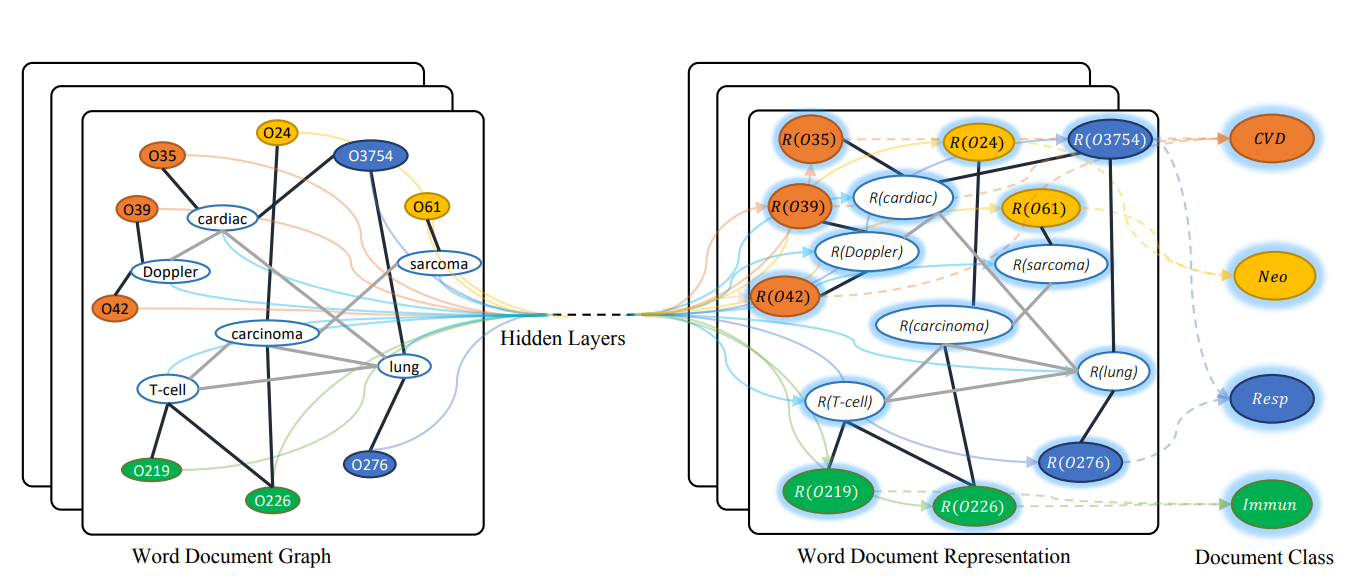 O24
O35
O3754
O39
O61
cardiac
Doppler
sarcoma
O42
carcinoma
lung
T-cell
O219
O276
O226
Word Document Graph
Hidden Layers
R(O35)
R(O24)
R(O3754)
R(cardiac)
R(O39)
R(O61)
R(Doppler)
R(sarcoma)
R(O42)
R(carcinoma)
R(lung)
R(T-cell)
R(O276)
R(O219)
R(O226)
Word Document Representation
CVD
Neo
Resp
Immun
Document Class